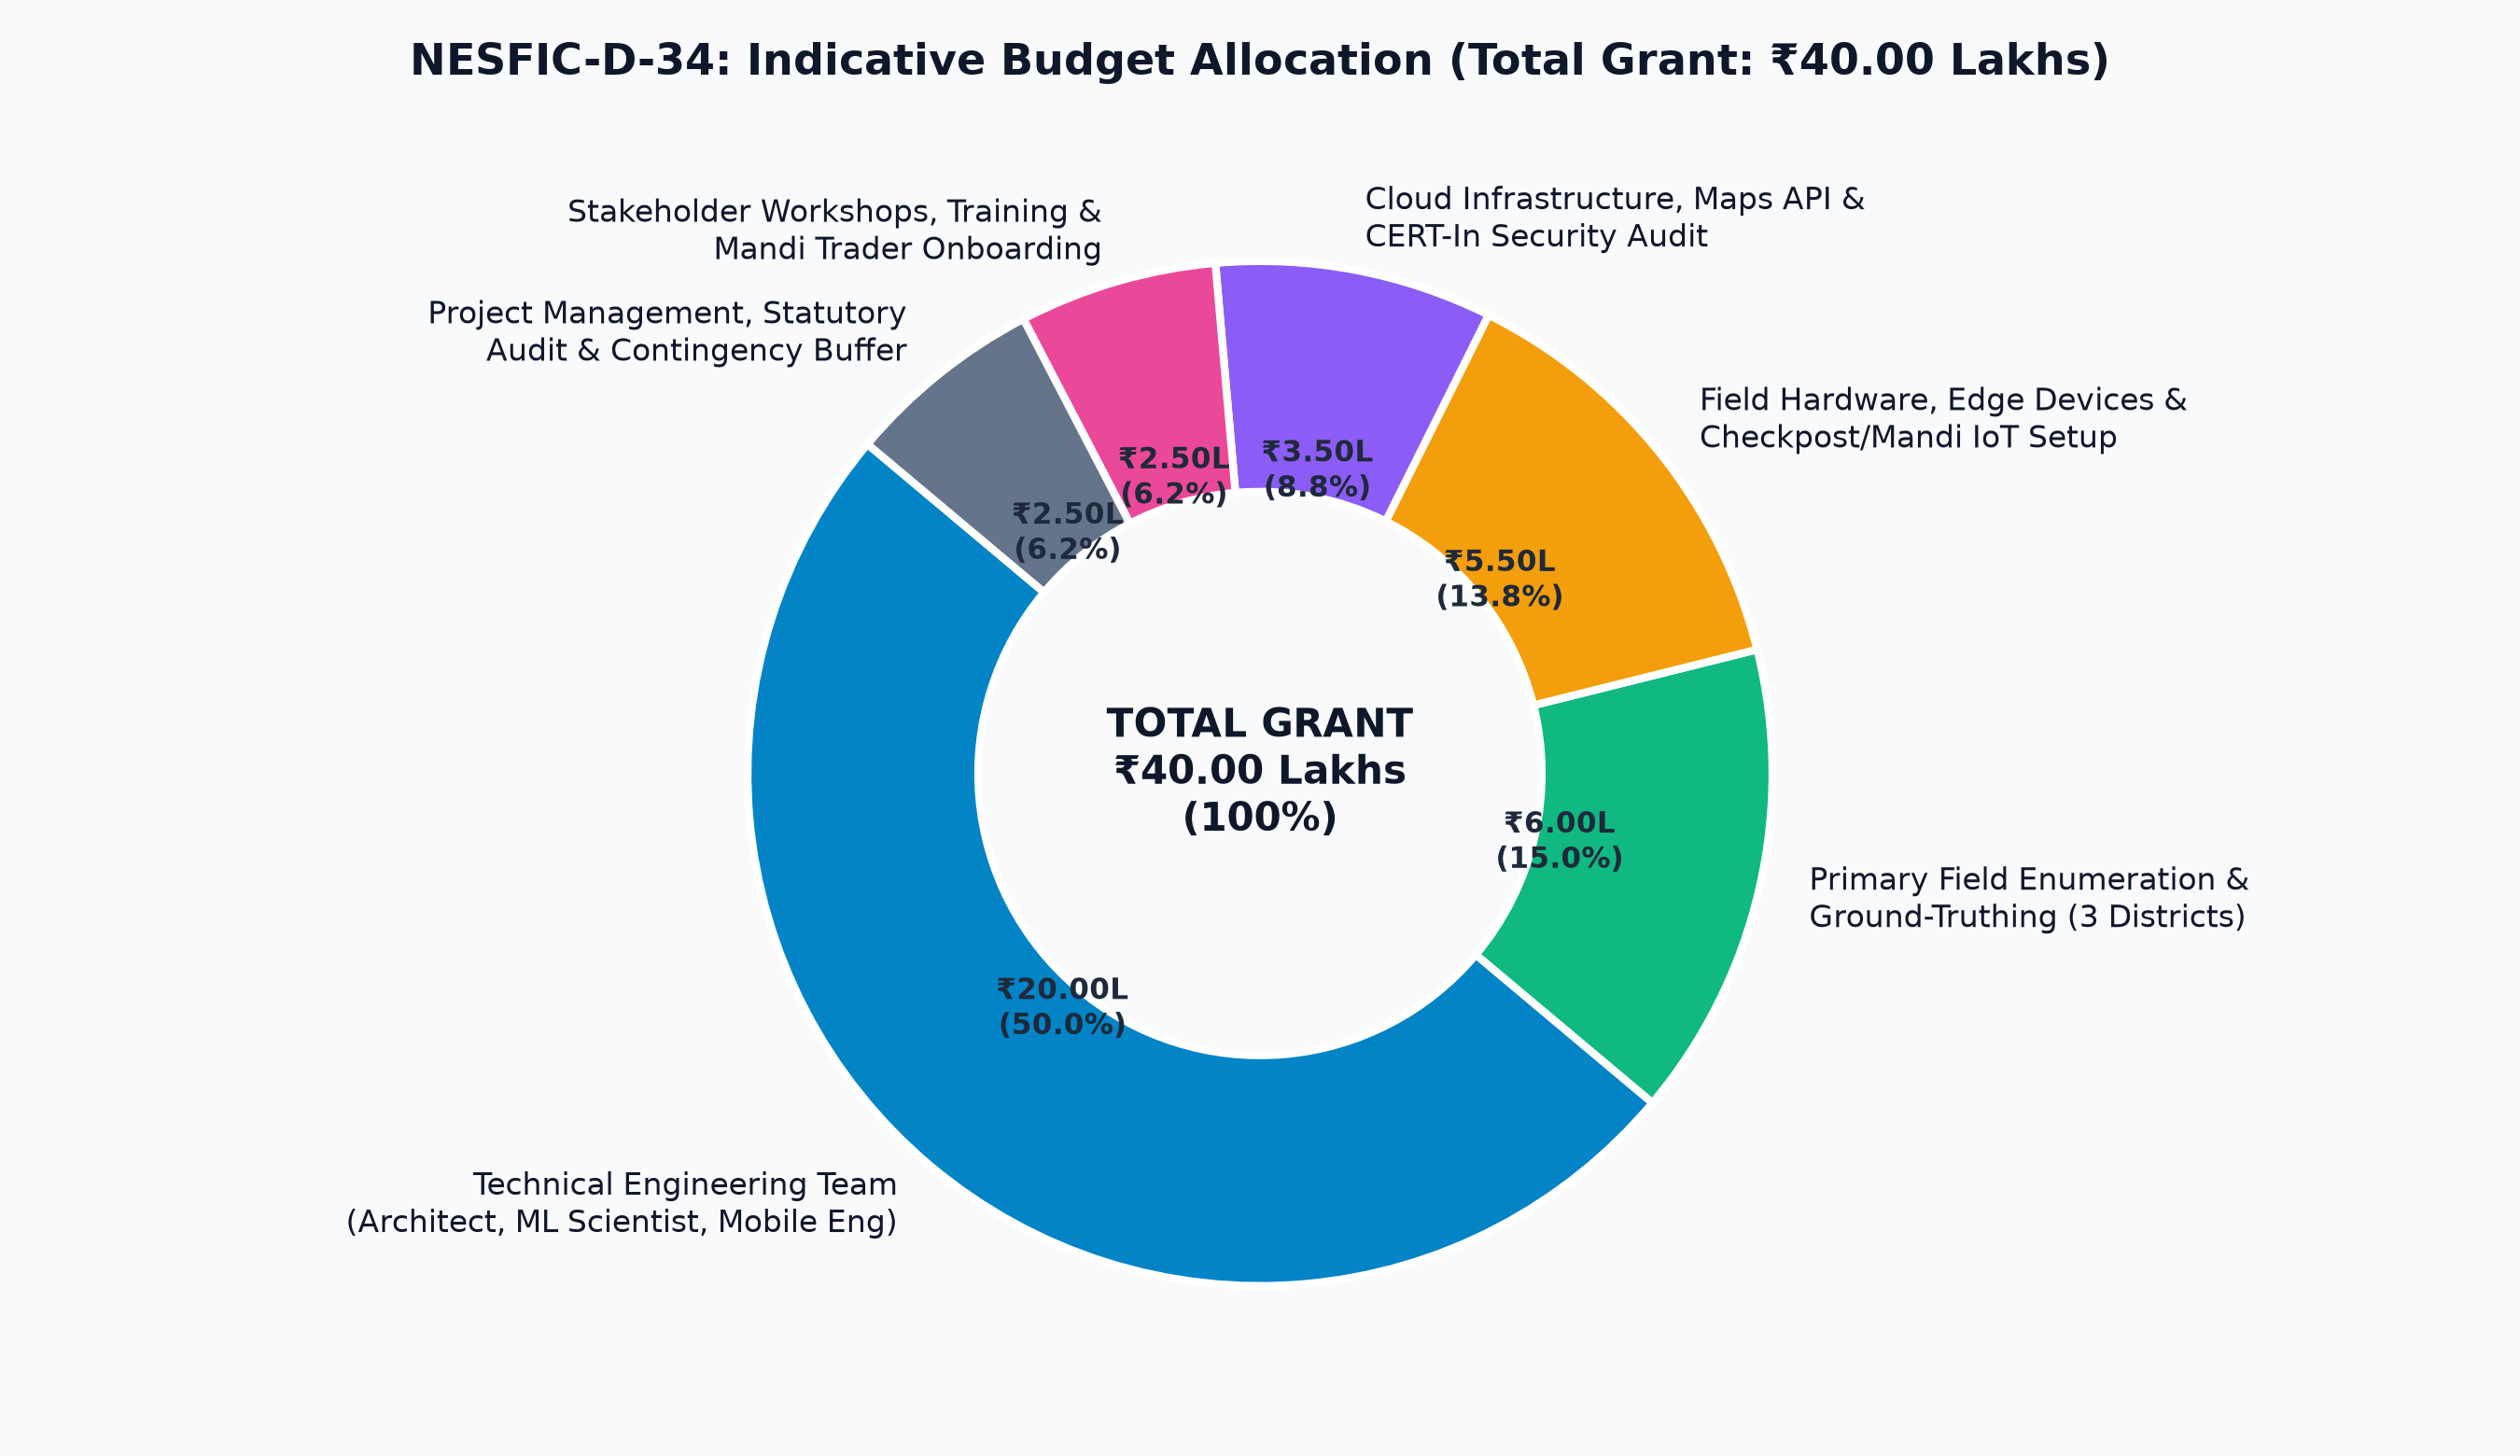 NESFIC-D-34: Indicative Budget Allocation (Total Grant: ₹40.00 Lakhs)
Stakeholder Workshops, Training &
Mandi Trader Onboarding
Cloud Infrastructure, Maps API &
CERT-In Security Audit
Project Management, Statutory
Audit & Contingency Buffer
Field Hardware, Edge Devices &
Checkpost/Mandi IoT Setup
₹2.50L
(6.2%)
₹3.50L
(8.8%)
₹2.50L
(6.2%)
₹5.50L
(13.8%)
TOTAL GRANT
₹40.00 Lakhs
(100%)
₹6.00L
(15.0%)
Primary Field Enumeration &
Ground-Truthing (3 Districts)
₹20.00L
(50.0%)
Technical Engineering Team
(Architect, ML Scientist, Mobile Eng)